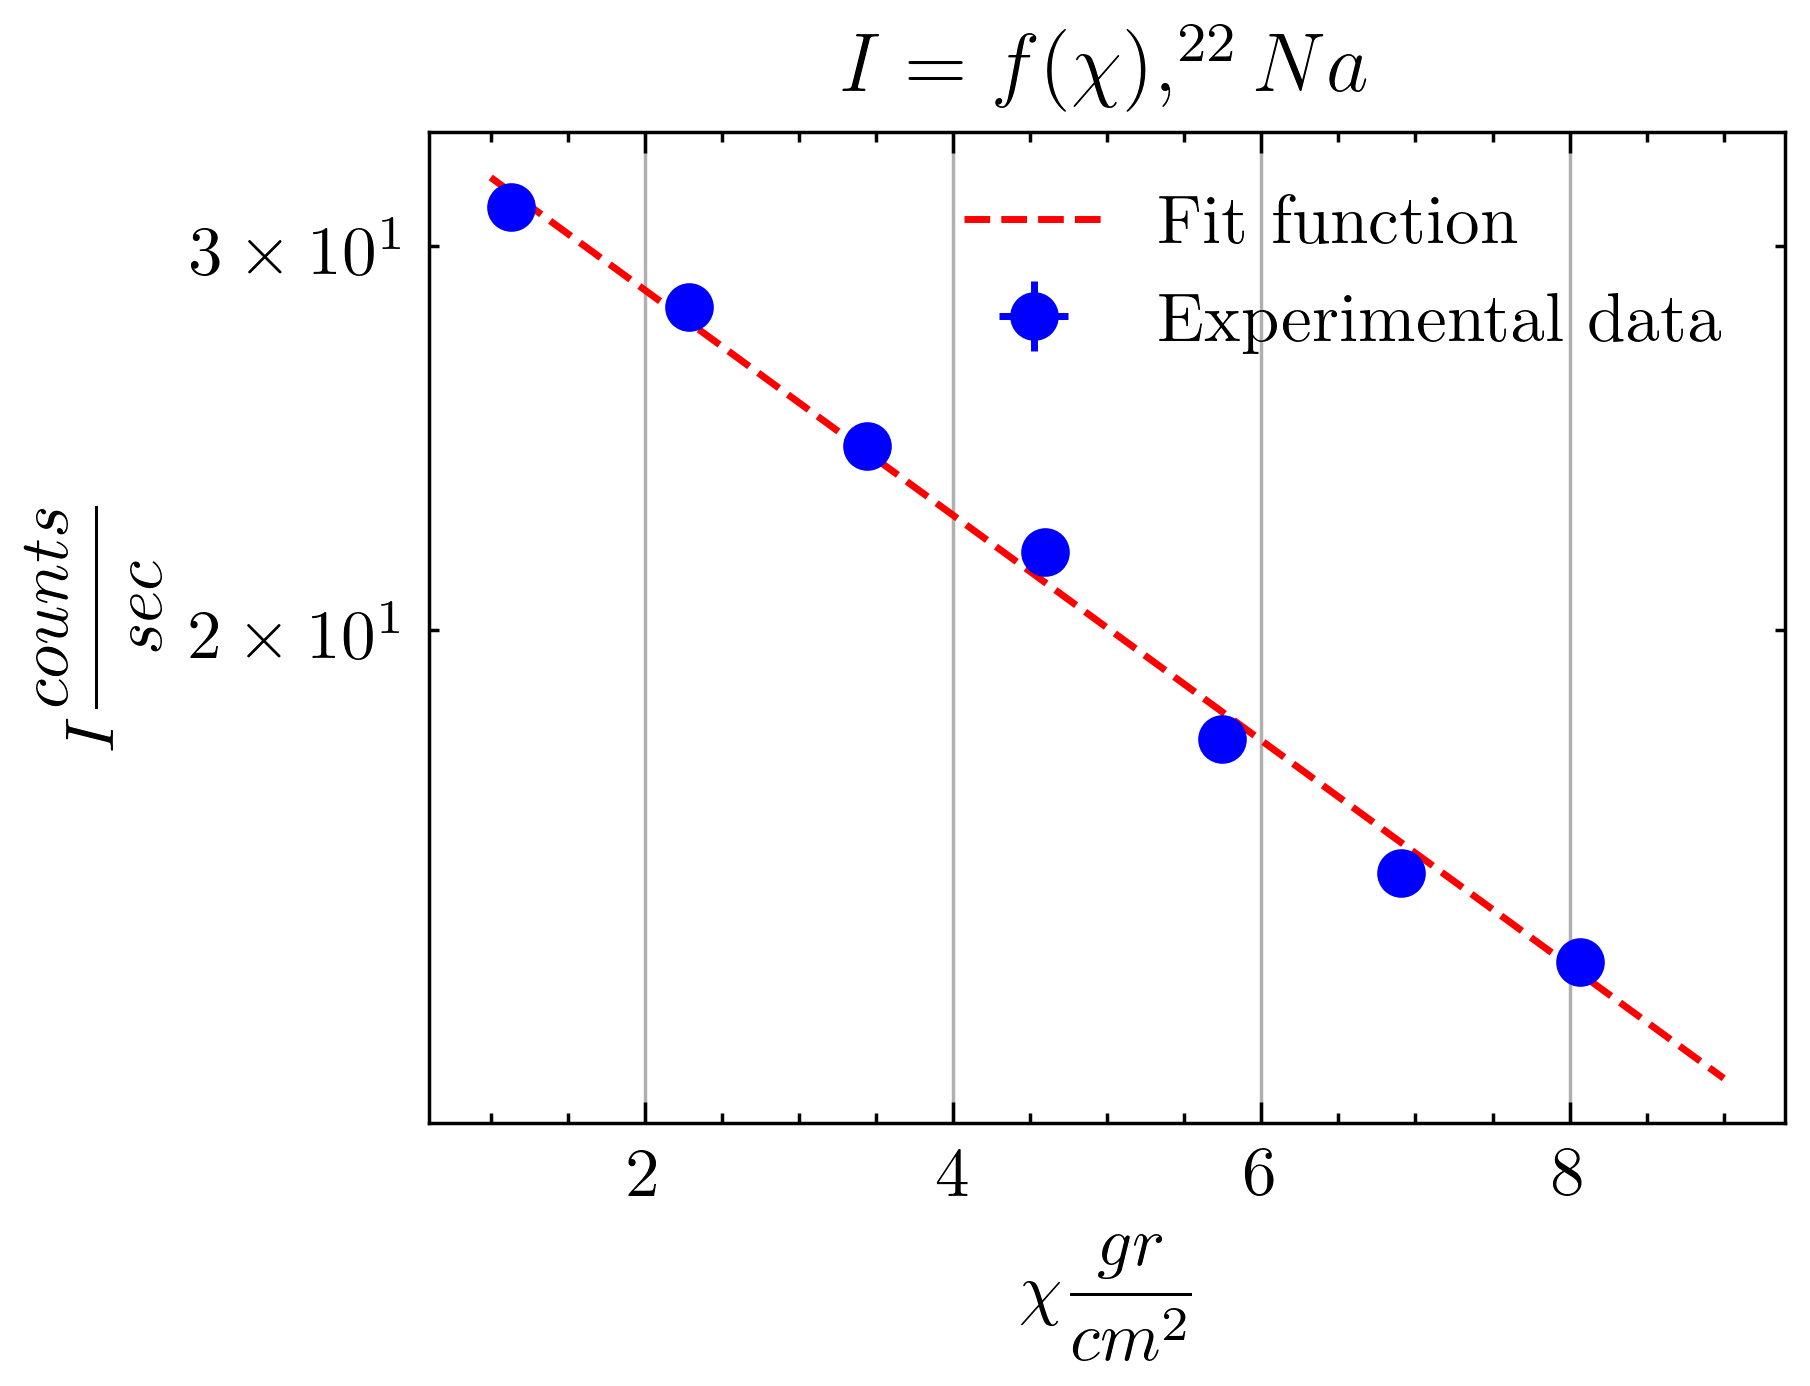 I = f(χ),²² Na
Fit function
Experimental data
3 × 10¹
2 × 10¹
I counts/sec
2 4 6 8
χ gr/cm²